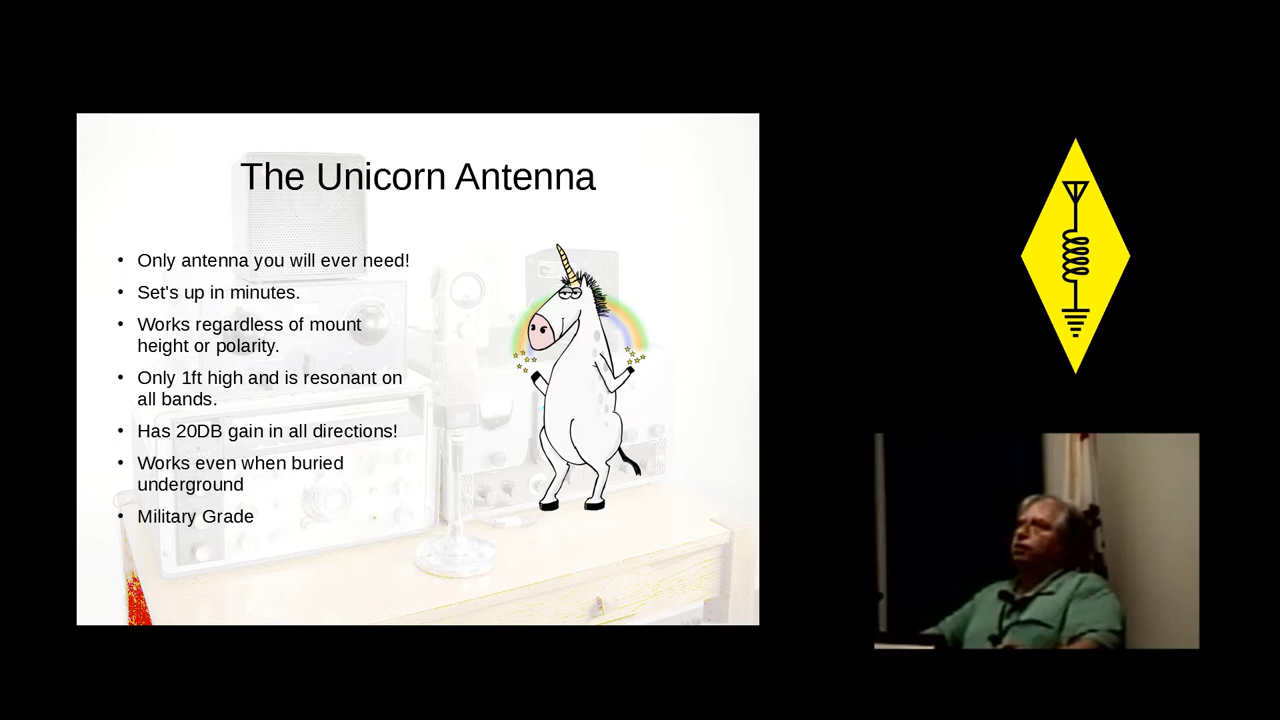 The Unicorn Antenna
• Only antenna you will ever need!
• Set's up in minutes.
• Works regardless of mount
height or polarity.
• Only 1ft high and is resonant on
all bands.
• Has 20DB gain in all directions!
• Works even when buried
underground
• Military Grade